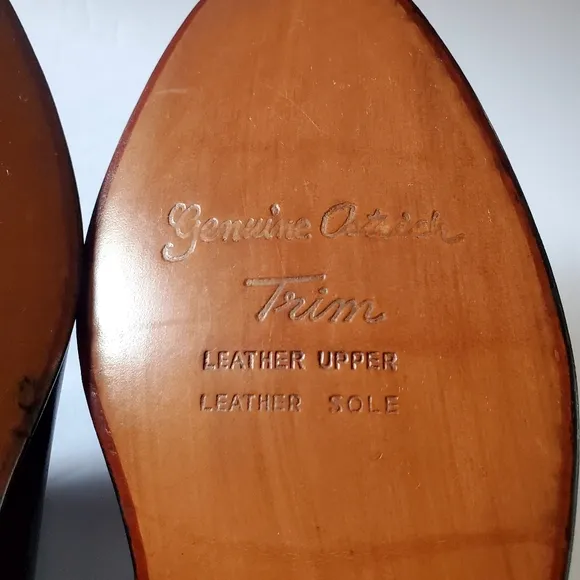 Genuine Ostrich
Trim
LEATHER UPPER
LEATHER SOLE